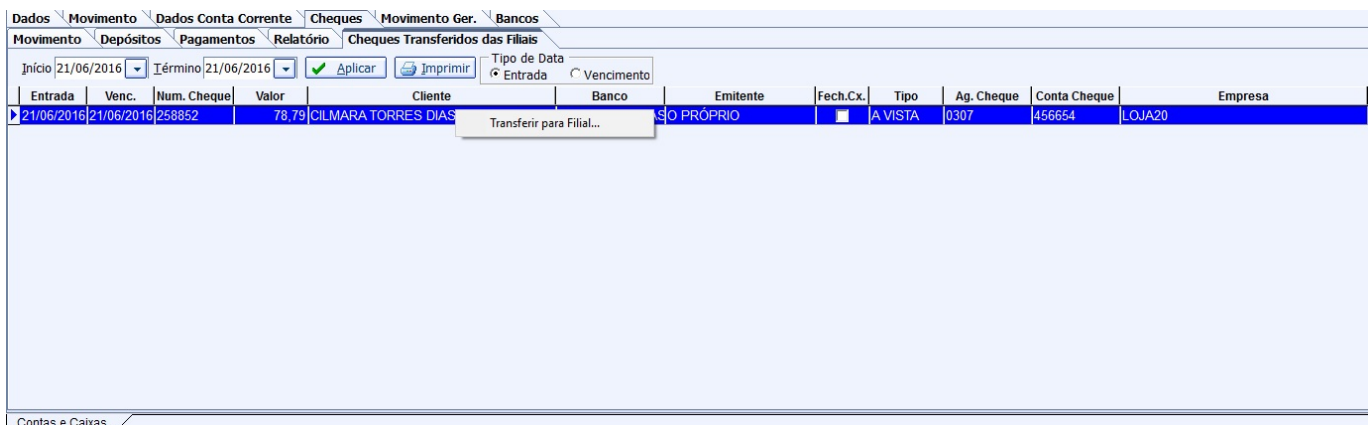 Dados Movimento Dados Conta Corrente Cheques Movimento Ger. Bancos
Movimento Depósitos Pagamentos Relatório Cheques Transferidos das Filiais
Tipo de Data
Início 21/06/2016 Término 21/06/2016 Aplicar Imprimir Entrada Vencimento
Entrada Venc. Num. Cheque Valor Cliente Banco Emitente Fech.Cx. Tipo Ag. Cheque Conta Cheque Empresa
21/06/2016 21/06/2016 258852 78,79 CILMARA TORRES DIAS O PRÓPRIO A VISTA 0307 456654 LOJA20
Transferir para Filial...
Contas e Caixas